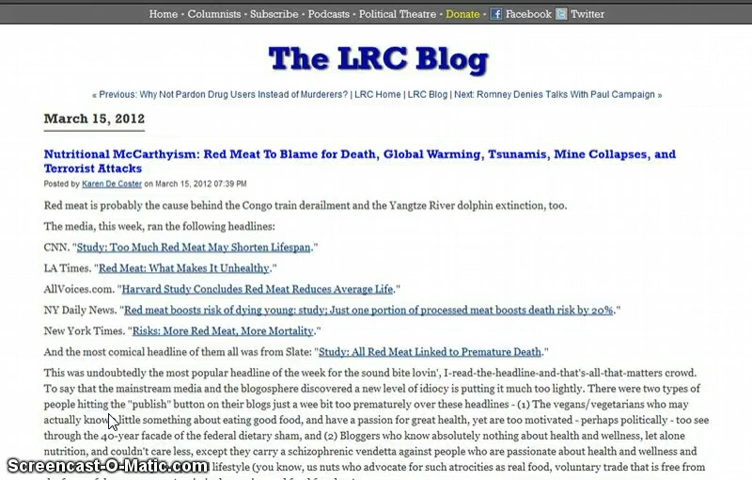 Home • Columnists • Subscribe • Podcasts • Political Theatre • Donate • Facebook Twitter
The LRC Blog
« Previous: Why Not Pardon Drug Users Instead of Murderers? | LRC Home | LRC Blog | Next: Romney Denies Talks With Paul Campaign »
March 15, 2012
Nutritional McCarthyism: Red Meat To Blame for Death, Global Warming, Tsunamis, Mine Collapses, and
Terrorist Attacks
Posted by Karen De Coster on March 15, 2012 07:39 PM
Red meat is probably the cause behind the Congo train derailment and the Yangtze River dolphin extinction, too.
The media, this week, ran the following headlines:
CNN. "Study: Too Much Red Meat May Shorten Lifespan."
LA Times. "Red Meat: What Makes It Unhealthy."
AllVoices.com. "Harvard Study Concludes Red Meat Reduces Average Life."
NY Daily News. "Red meat boosts risk of dying young: study; Just one portion of processed meat boosts death risk by 20%."
New York Times. "Risks: More Red Meat, More Mortality."
And the most comical headline of them all was from Slate: "Study: All Red Meat Linked to Premature Death."
This was undoubtedly the most popular headline of the week for the sound bite lovin', I-read-the-headline-and-that's-all-that-matters crowd.
To say that the mainstream media and the blogosphere discovered a new level of idiocy is putting it much too lightly. There were two types of
people hitting the "publish" button on their blogs just a wee bit too prematurely over these headlines - (1) The vegans/vegetarians who may
actually know little something about eating good food, and have a passion for great health, yet are too motivated - perhaps politically - too see
through the 40-year facade of the federal dietary sham, and (2) Bloggers who know absolutely nothing about health and wellness, let alone
nutrition, and couldn't care less, except they carry a schizophrenic vendetta against people who are passionate about health and wellness and
Screencast-O-Matic.com lifestyle (you know, us nuts who advocate for such atrocities as real food, voluntary trade that is free from